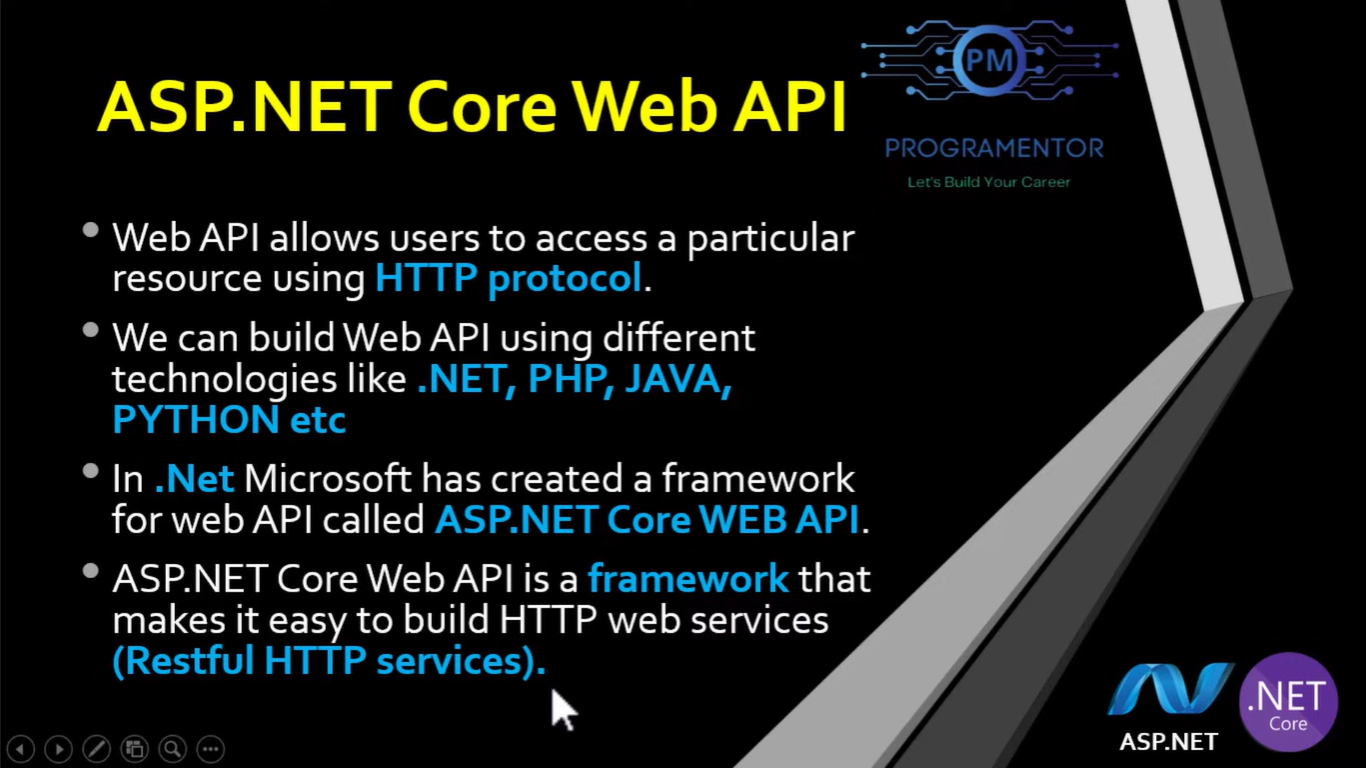 ASP.NET Core Web API
PM
PROGRAMENTOR
Let's Build Your Career
Web API allows users to access a particular
resource using HTTP protocol.
We can build Web API using different
technologies like .NET, PHP, JAVA,
PYTHON etc
In .Net Microsoft has created a framework
for web API called ASP.NET Core WEB API.
ASP.NET Core Web API is a framework that
makes it easy to build HTTP web services
(Restful HTTP services).
ASP.NET
.NET
Core